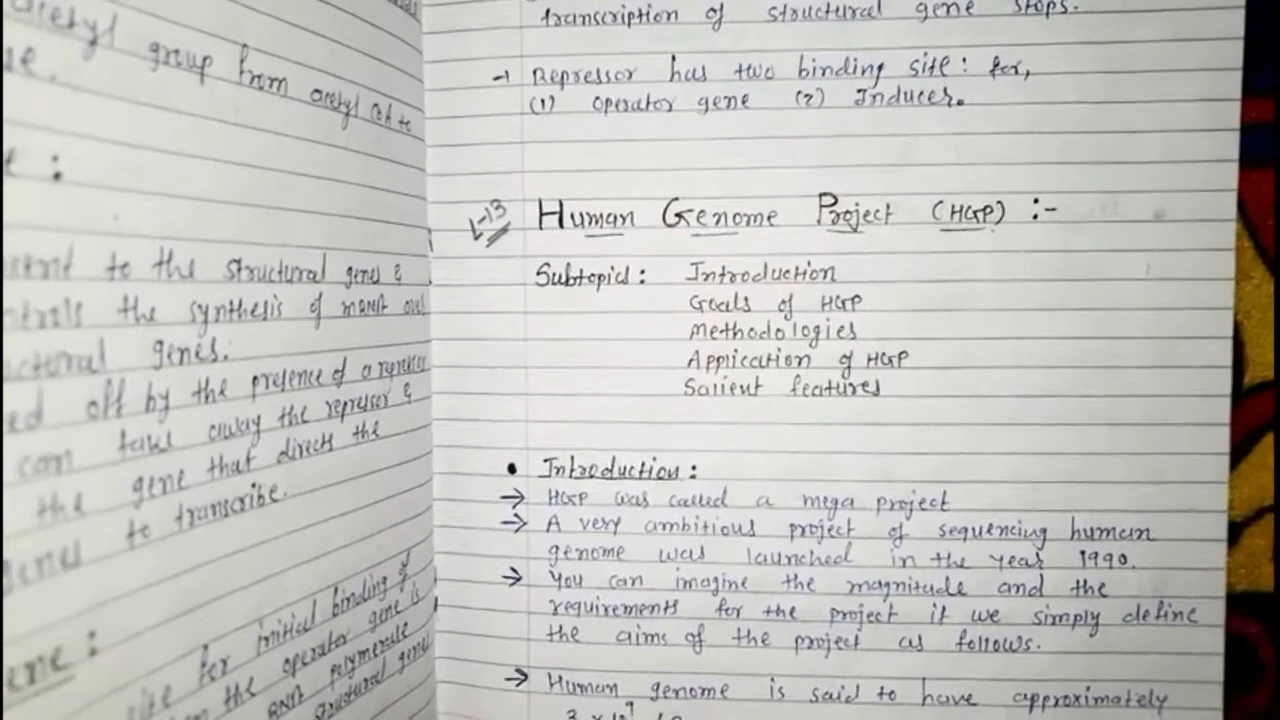 acetyl group from acetyl CoA to
:
to the structural genes &
the synthesis of mRNA
genes.
off by the presence of a
can take away the repressor &
the gene that directs the
to transcribe.
:
for initial binding of
the operator gene is
RNA polymerase
structural gene
transcription of structural gene stops.
→ Repressor has two binding site: for,
(1) operator gene (2) Inducer.
L-13 Human Genome Project (HGP) :-
Subtopics: Introduction
Goals of HGP
Methodologies
Application of HGP
Salient features
• Introduction:
→ HGP was called a mega project
→ A very ambitious project of sequencing human
genome was launched in the year 1990.
→ You can imagine the magnitude and the
requirements for the project if we simply define
the aims of the project as follows.
→ Human genome is said to have approximately